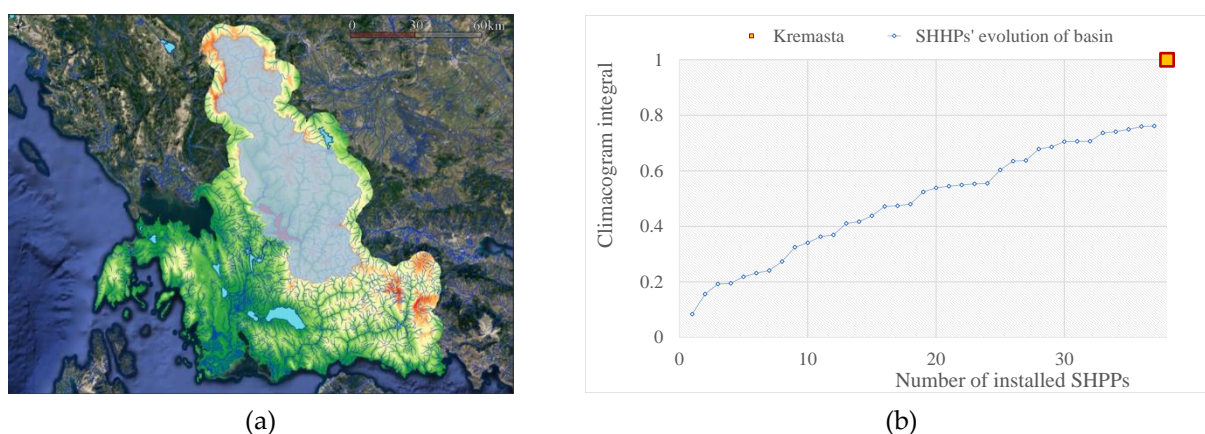 0 30 60km
Kremasta SHHPs' evolution of basin
Climacogram integral
1
0.8
0.6
0.4
0.2
0
0 10 20 30
Number of installed SHPPs
(a) (b)